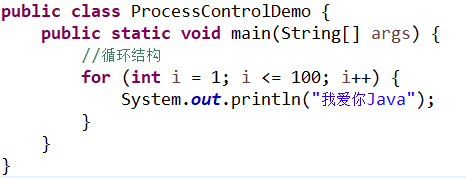 public class ProcessControlDemo {
    public static void main(String[] args) {
        //循环结构
        for (int i = 1; i <= 100; i++) {
            System.out.println("我爱你Java");
        }
    }
}